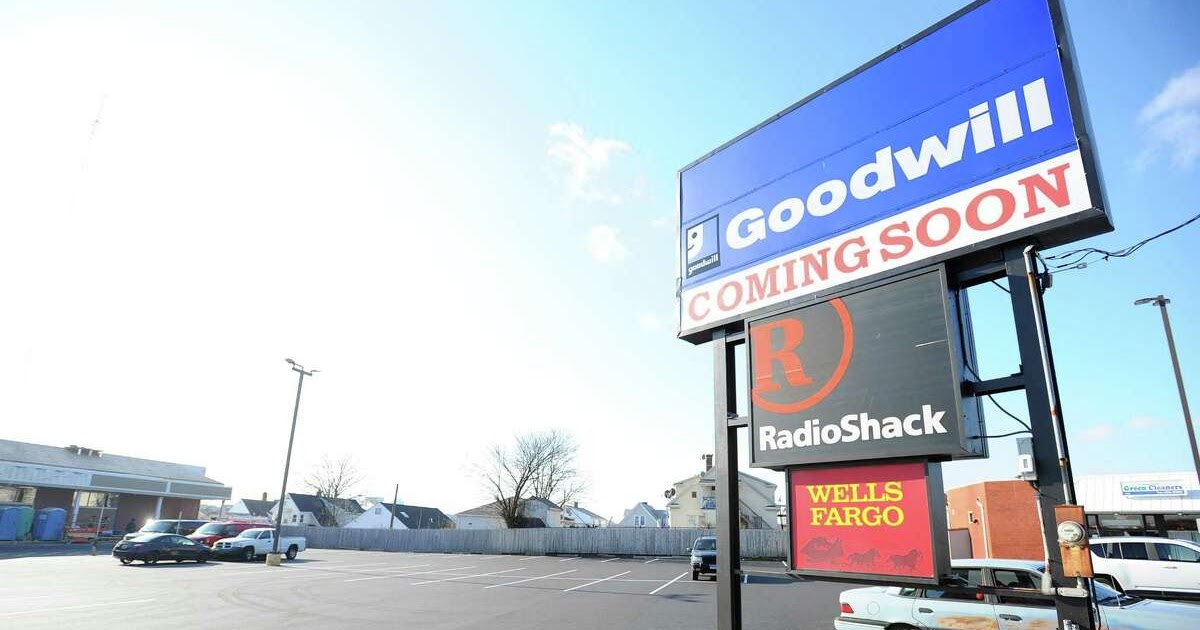 Goodwill
goodwill
COMING SOON
R
RadioShack
WELLS
FARGO
Green Cleaners